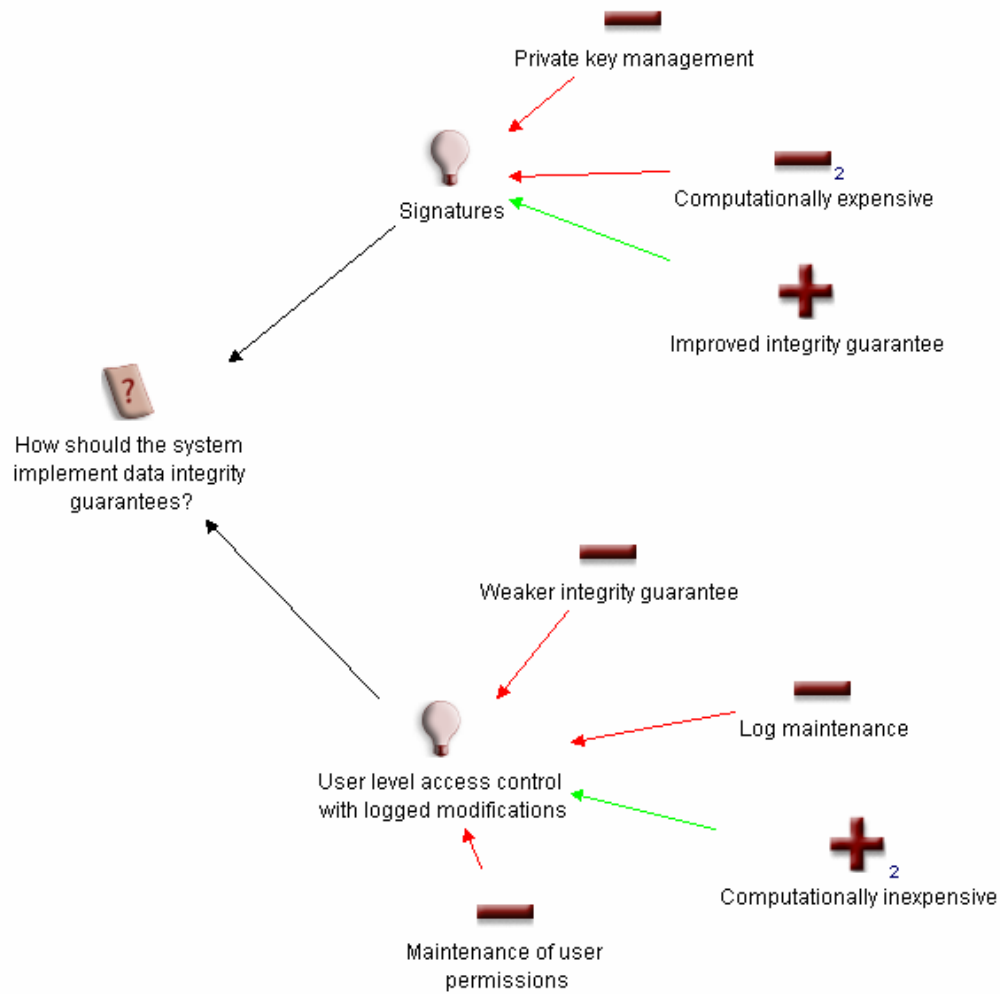 Private key management
2
Computationally expensive
Signatures
Improved integrity guarantee
?
How should the system
implement data integrity
guarantees?
Weaker integrity guarantee
Log maintenance
User level access control
with logged modifications
2
Computationally inexpensive
Maintenance of user
permissions